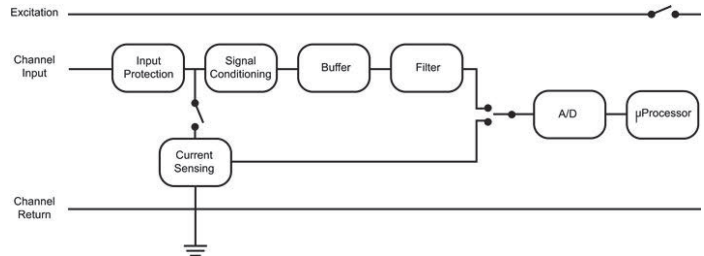 Excitation
Channel
Input
Input
Protection
Signal
Conditioning
Buffer
Filter
A/D
μProcessor
Current
Sensing
Channel
Return